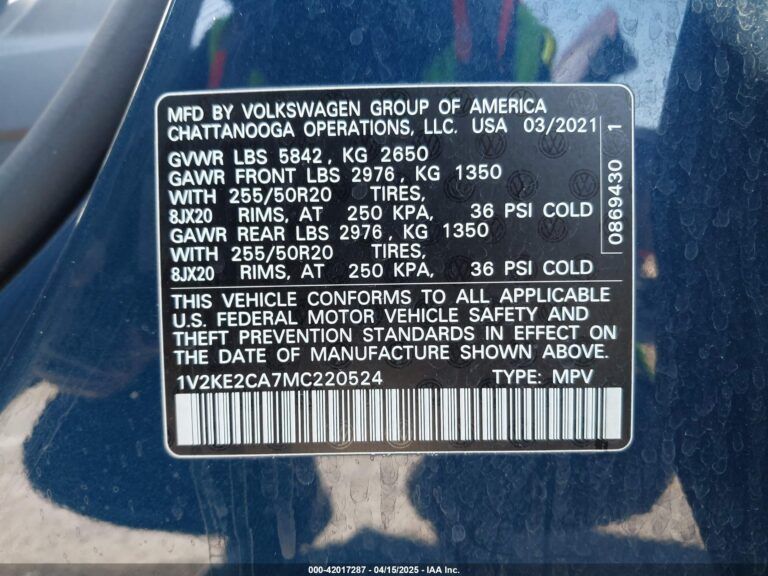 MFD BY VOLKSWAGEN GROUP OF AMERICA
CHATTANOOGA OPERATIONS, LLC. USA 03/2021
GVWR LBS 5842, KG 2650
GAWR FRONT LBS 2976, KG 1350
WITH 255/50R20 TIRES,
8JX20 RIMS, AT 250 KPA, 36 PSI COLD
GAWR REAR LBS 2976, KG 1350
WITH 255/50R20 TIRES,
8JX20 RIMS, AT 250 KPA, 36 PSI COLD
0869430 1
THIS VEHICLE CONFORMS TO ALL APPLICABLE
U.S. FEDERAL MOTOR VEHICLE SAFETY AND
THEFT PREVENTION STANDARDS IN EFFECT ON
THE DATE OF MANUFACTURE SHOWN ABOVE.
1V2KE2CA7MC220524 TYPE: MPV
000-42017287 - 04/15/2025 - IAA Inc.